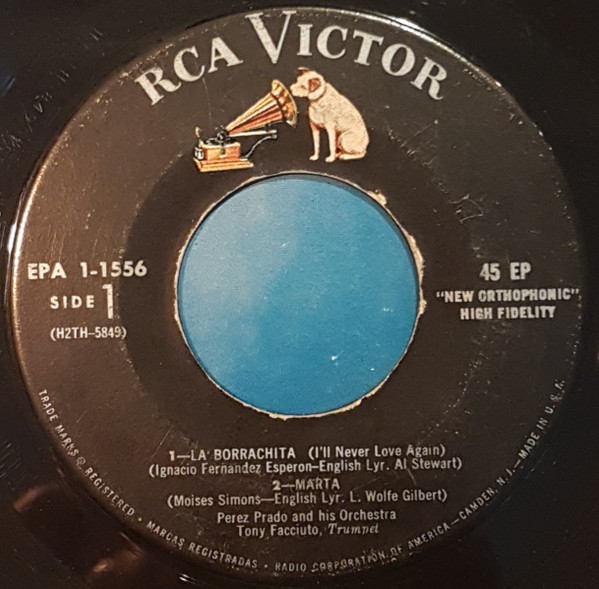 RCA VICTOR
EPA 1-1556
SIDE 1
(H2TH-5849)
45 EP
"NEW ORTHOPHONIC"
HIGH FIDELITY
1—LA BORRACHITA (I'll Never Love Again)
(Ignacio Fernandez Esperon—English Lyr. Al Stewart)
2—MARTA
(Moises Simons—English Lyr. L. Wolfe Gilbert)
Perez Prado and his Orchestra
Tony Facciuto, Trumpet
TRADE MARKS ® REGISTERED • MARCAS REGISTRADAS • RADIO CORPORATION OF AMERICA—CAMDEN, N.J.—MADE IN U.S.A.